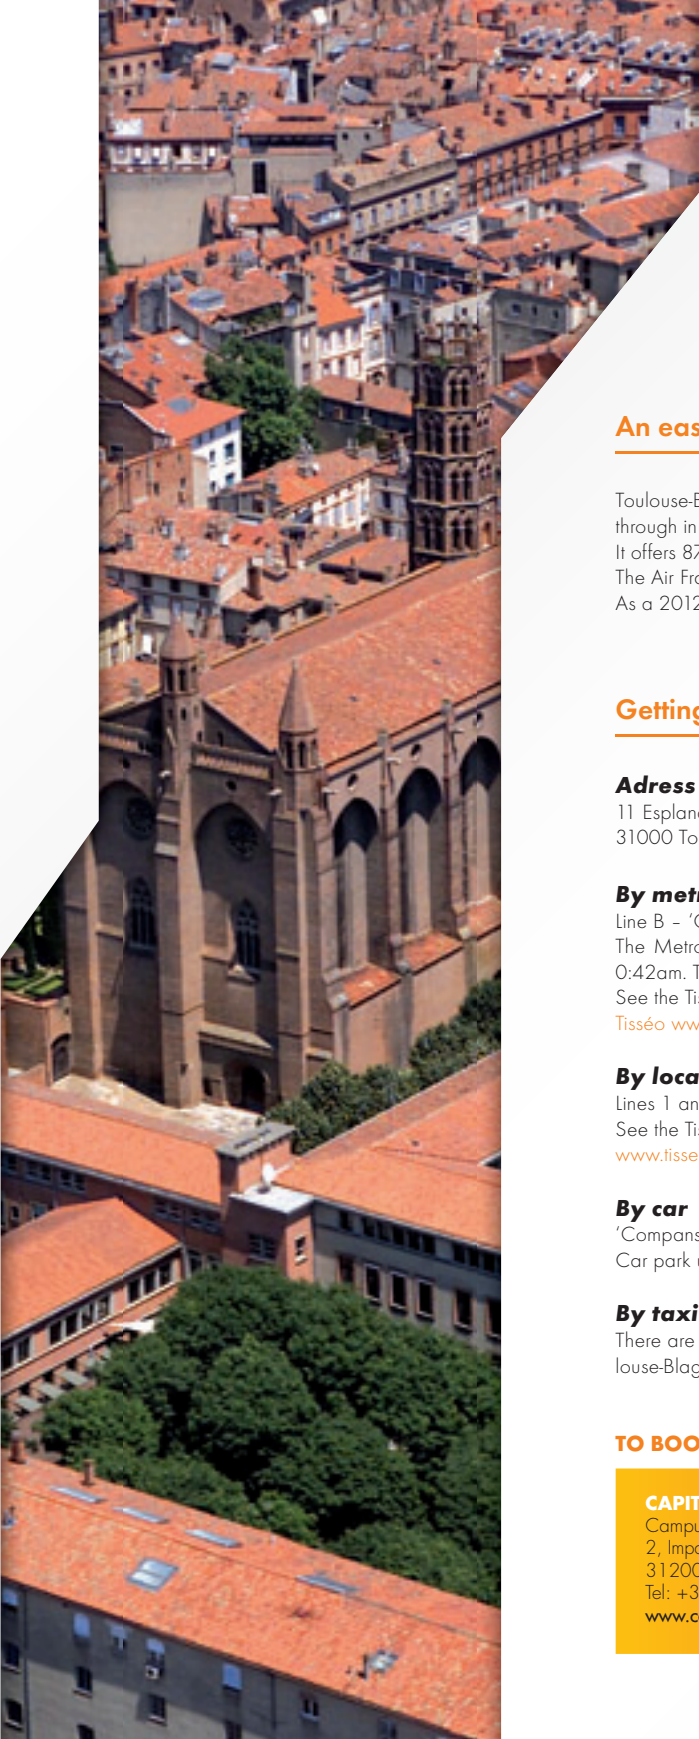 An eas
Toulouse-B
through in
It offers 87
The Air Fra
As a 2012
Getting
Adress
11 Esplana
31000 To
By metr
Line B – ‘C
The Metro
0:42am. T
See the Tis
Tisséo ww
By loca
Lines 1 an
See the Tis
www.tisse
By car
‘Compans
Car park u
By taxi
There are
louse-Blag
TO BOO
CAPIT
Campu
2, Impa
31200
Tel: +3
www.c